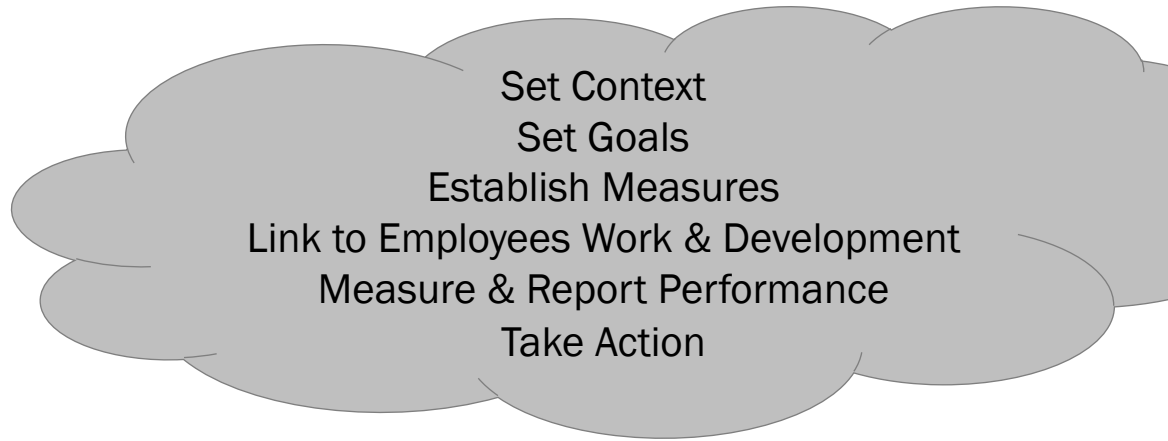 Set Context
Set Goals
Establish Measures
Link to Employees Work & Development
Measure & Report Performance
Take Action